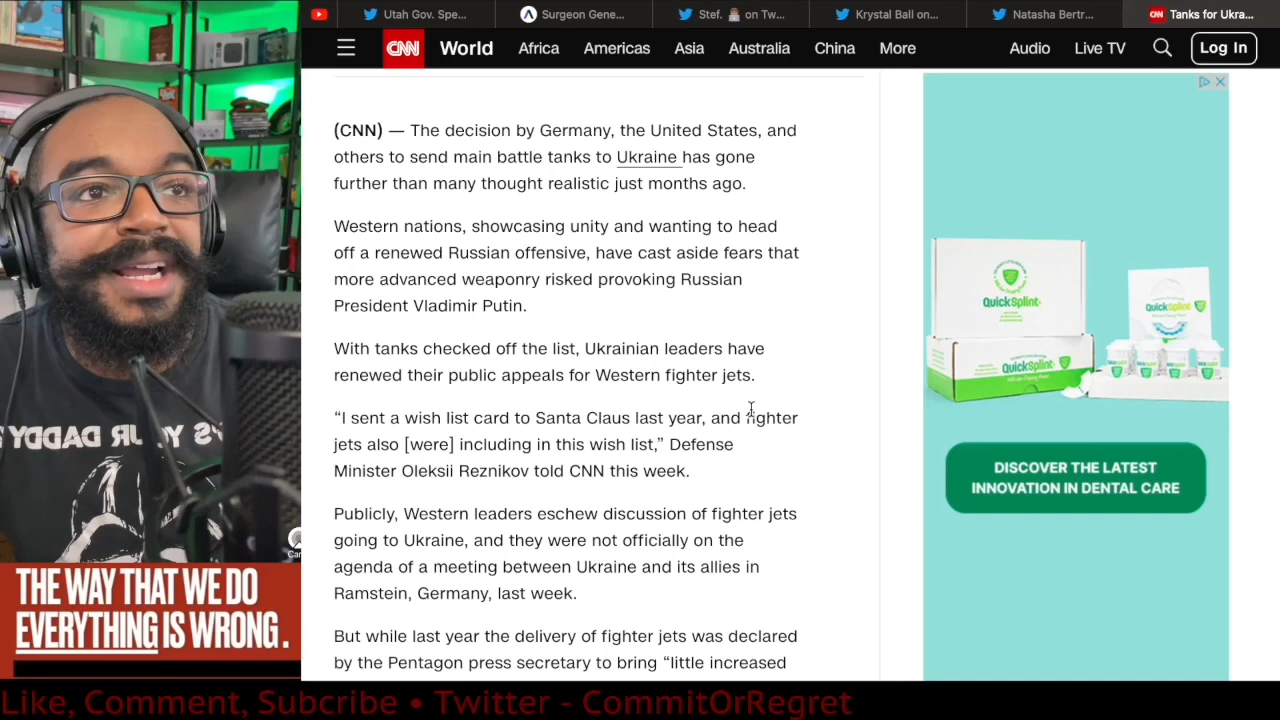 Utah Gov. Spe...
Surgeon Gene...
Stef. on Tw...
Krystal Ball on...
Natasha Bertr...
CNN Tanks for Ukra...
CNN World Africa Americas Asia Australia China More Audio Live TV Log In
(CNN) — The decision by Germany, the United States, and
others to send main battle tanks to Ukraine has gone
further than many thought realistic just months ago.
Western nations, showcasing unity and wanting to head
off a renewed Russian offensive, have cast aside fears that
more advanced weaponry risked provoking Russian
President Vladimir Putin.
With tanks checked off the list, Ukrainian leaders have
renewed their public appeals for Western fighter jets.
“I sent a wish list card to Santa Claus last year, and fighter
jets also [were] including in this wish list,” Defense
Minister Oleksii Reznikov told CNN this week.
Publicly, Western leaders eschew discussion of fighter jets
going to Ukraine, and they were not officially on the
agenda of a meeting between Ukraine and its allies in
Ramstein, Germany, last week.
But while last year the delivery of fighter jets was declared
by the Pentagon press secretary to bring “little increased
QuickSplint
QuickSplint
QuickSplint
DISCOVER THE LATEST
INNOVATION IN DENTAL CARE
YOUR DADDY
THE WAY THAT WE DO
EVERYTHING IS WRONG.
Like, Comment, Subcribe • Twitter - CommitOrRegret